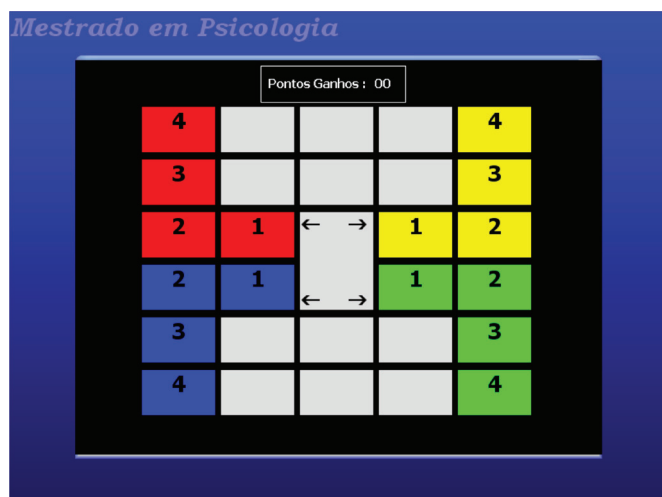 Mestrado em Psicologia
Pontos Ganhos : 00
4 4
3 3
2 1 ← → 1 2
2 1 ← → 1 2
3 3
4 4